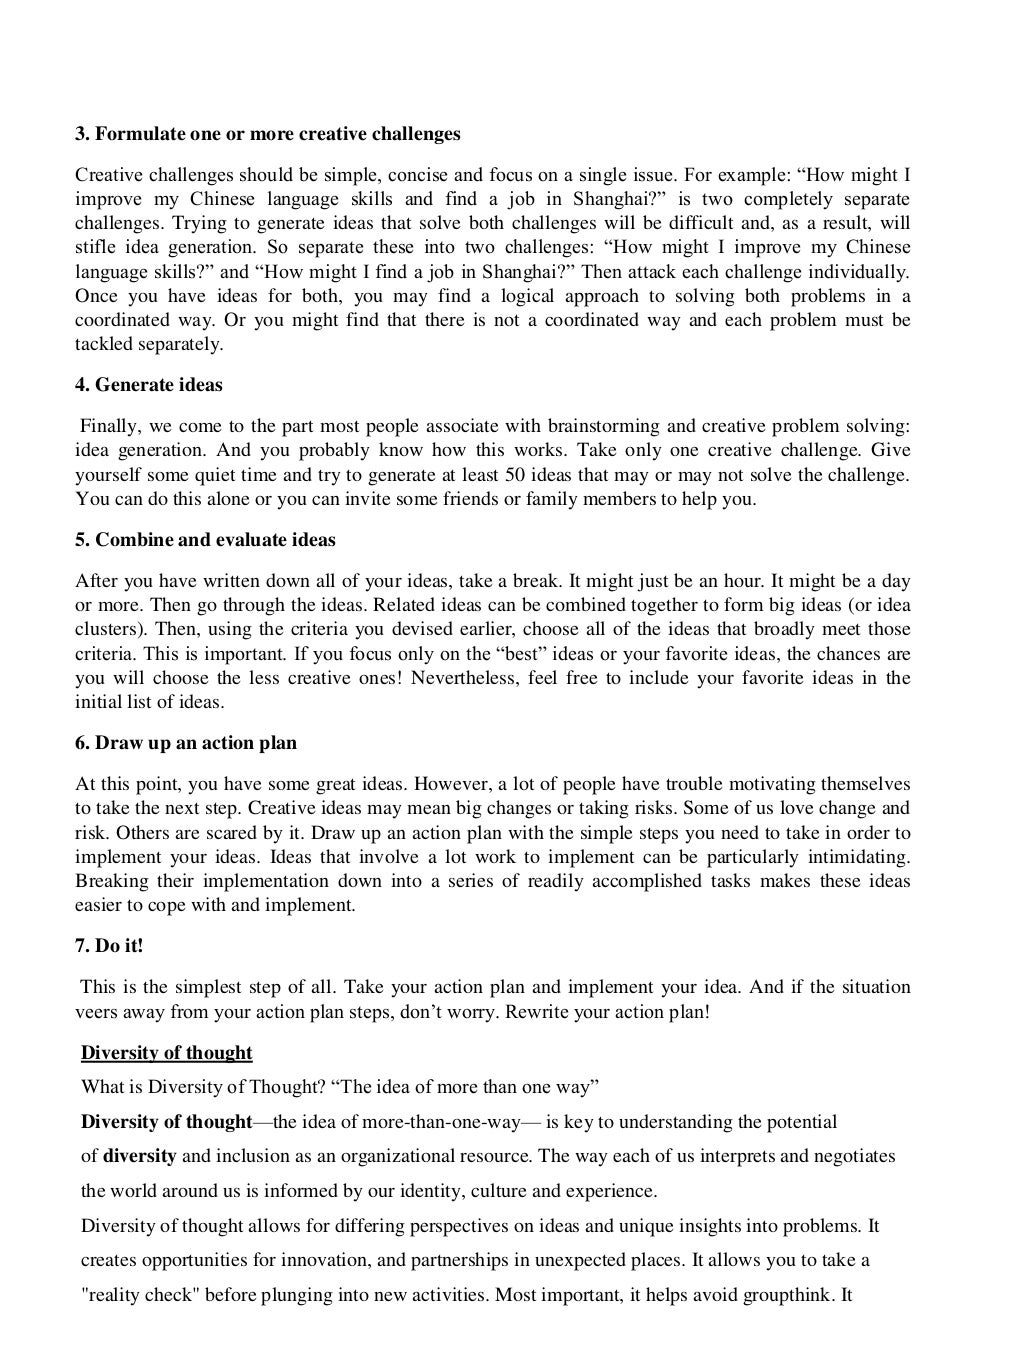 3. Formulate one or more creative challenges
Creative challenges should be simple, concise and focus on a single issue. For example: “How might I
improve my Chinese language skills and find a job in Shanghai?” is two completely separate
challenges. Trying to generate ideas that solve both challenges will be difficult and, as a result, will
stifle idea generation. So separate these into two challenges: “How might I improve my Chinese
language skills?” and “How might I find a job in Shanghai?” Then attack each challenge individually.
Once you have ideas for both, you may find a logical approach to solving both problems in a
coordinated way. Or you might find that there is not a coordinated way and each problem must be
tackled separately.
4. Generate ideas
Finally, we come to the part most people associate with brainstorming and creative problem solving:
idea generation. And you probably know how this works. Take only one creative challenge. Give
yourself some quiet time and try to generate at least 50 ideas that may or may not solve the challenge.
You can do this alone or you can invite some friends or family members to help you.
5. Combine and evaluate ideas
After you have written down all of your ideas, take a break. It might just be an hour. It might be a day
or more. Then go through the ideas. Related ideas can be combined together to form big ideas (or idea
clusters). Then, using the criteria you devised earlier, choose all of the ideas that broadly meet those
criteria. This is important. If you focus only on the “best” ideas or your favorite ideas, the chances are
you will choose the less creative ones! Nevertheless, feel free to include your favorite ideas in the
initial list of ideas.
6. Draw up an action plan
At this point, you have some great ideas. However, a lot of people have trouble motivating themselves
to take the next step. Creative ideas may mean big changes or taking risks. Some of us love change and
risk. Others are scared by it. Draw up an action plan with the simple steps you need to take in order to
implement your ideas. Ideas that involve a lot work to implement can be particularly intimidating.
Breaking their implementation down into a series of readily accomplished tasks makes these ideas
easier to cope with and implement.
7. Do it!
This is the simplest step of all. Take your action plan and implement your idea. And if the situation
veers away from your action plan steps, don’t worry. Rewrite your action plan!
Diversity of thought
What is Diversity of Thought? “The idea of more than one way”
Diversity of thought—the idea of more-than-one-way— is key to understanding the potential
of diversity and inclusion as an organizational resource. The way each of us interprets and negotiates
the world around us is informed by our identity, culture and experience.
Diversity of thought allows for differing perspectives on ideas and unique insights into problems. It
creates opportunities for innovation, and partnerships in unexpected places. It allows you to take a
"reality check" before plunging into new activities. Most important, it helps avoid groupthink. It